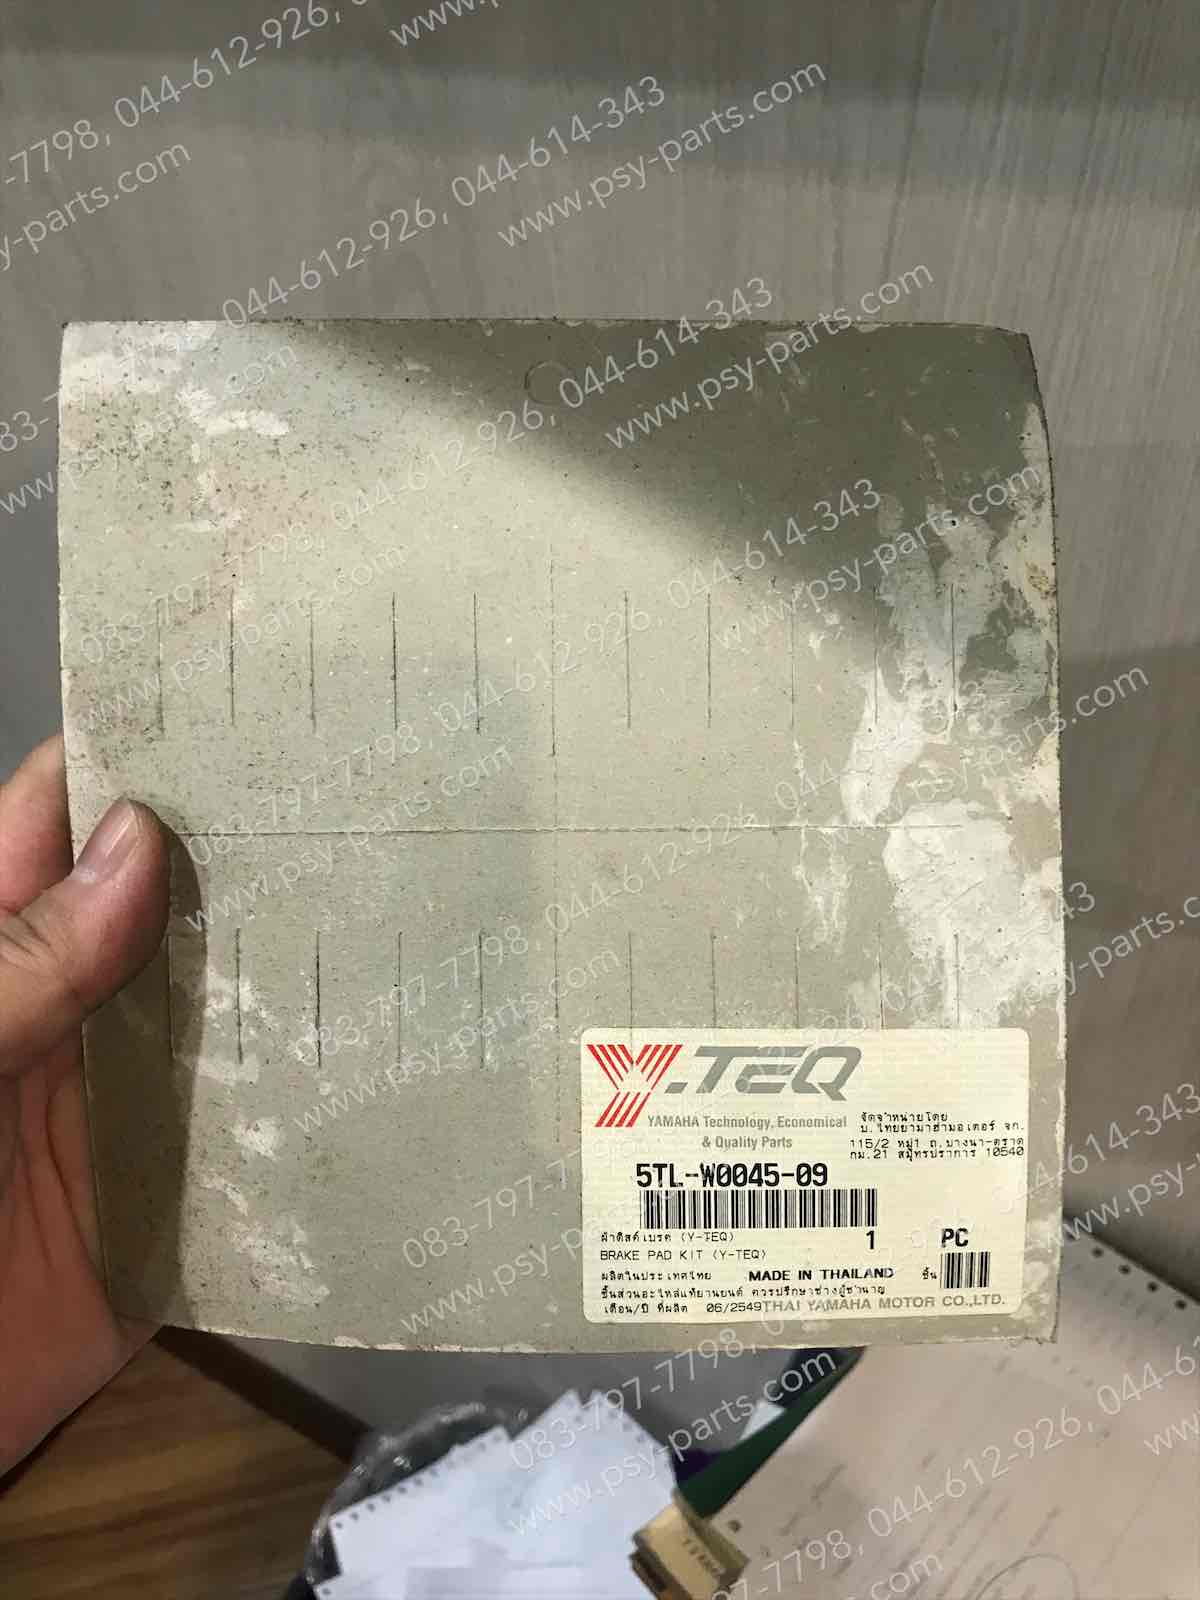 Y.TEQ
YAMAHA Technology, Economical
& Quality Parts
จัดจำหน่ายโดย
บ.ไทยยามาฮ่ามอเตอร์ จก.
115/2 หมู่1 ถ.บางนา-ตราด
กม.21 สมุทรปราการ 10540
5TL-W0045-09
ผ้าดิสค์เบรค (Y-TEQ) 1 PC
BRAKE PAD KIT (Y-TEQ)
ผลิตในประเทศไทย MADE IN THAILAND ชิ้น
ชิ้นส่วนอะไหล่แท้ยานยนต์ ควรปรึกษาช่างผู้ชำนาญ
เดือน/ปี ที่ผลิต 06/2549 THAI YAMAHA MOTOR CO.,LTD.
083-797-7798, 044-612-926, 044-614-343
www.psy-parts.com